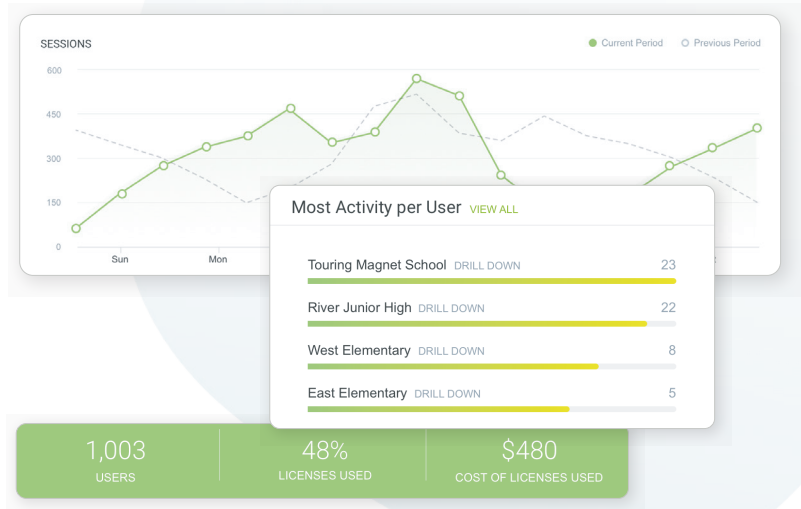 SESSIONS
Current Period
Previous Period
600
450
300
150
0
Sun
Mon
Most Activity per User VIEW ALL
Touring Magnet School DRILL DOWN 23
River Junior High DRILL DOWN 22
West Elementary DRILL DOWN 8
East Elementary DRILL DOWN 5
1,003
USERS
48%
LICENSES USED
$480
COST OF LICENSES USED